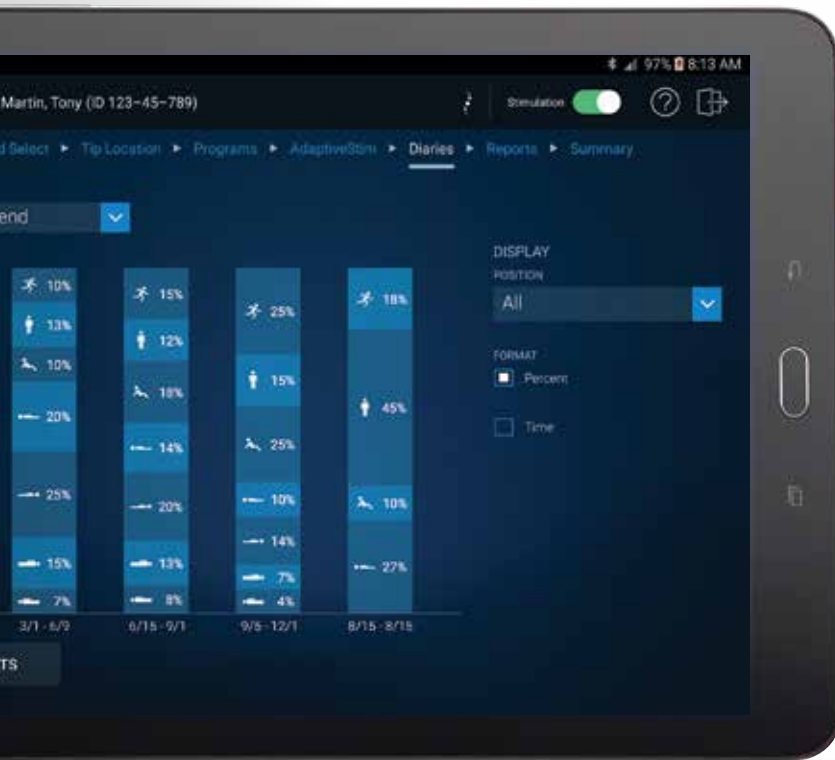 97% 8:13 AM
Martin, Tony (ID 123-45-789)
Stimulation
d Select ▸ Tip Location ▸ Programs ▸ AdaptiveStim ▸ Diaries ▸ Reports ▸ Summary
end
DISPLAY
POSITION
All
FORMAT
Percent
Time
10%
13%
10%
20%
25%
15%
7%
3/1 - 6/9
15%
12%
18%
14%
20%
13%
8%
6/15 - 9/1
25%
15%
25%
10%
14%
7%
4%
9/5 - 12/1
18%
45%
10%
27%
8/15 - 8/15
TS